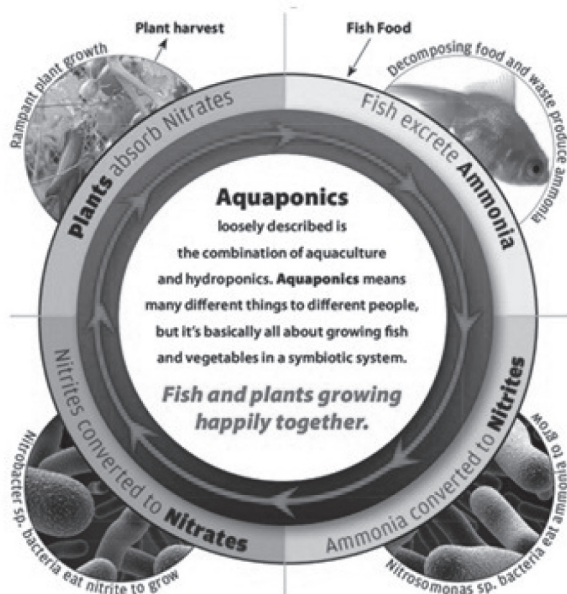 Plant harvest
Fish Food
Rampant plant growth
Decomposing food and waste produce ammonia
Plants absorb Nitrates
Fish excrete Ammonia
Aquaponics
loosely described is
the combination of aquaculture
and hydroponics. Aquaponics means
many different things to different people,
but it's basically all about growing fish
and vegetables in a symbiotic system.
Fish and plants growing
happily together.
Nitrites converted to Nitrates
Ammonia converted to Nitrites
Nitrobacter sp. bacteria eat nitrite to grow
Nitrosomonas sp. bacteria eat ammonia to grow